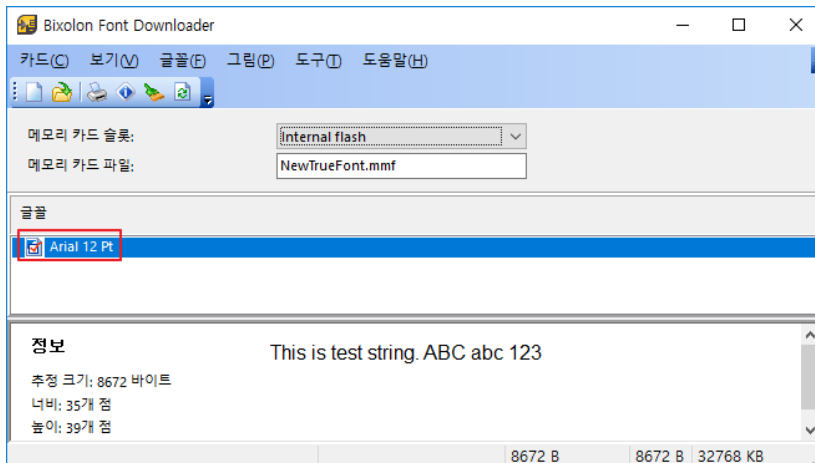 Bixolon Font Downloader
카드(C) 보기(V) 글꼴(F) 그림(P) 도구(T) 도움말(H)
메모리 카드 슬롯: Internal flash
메모리 카드 파일: NewTrueFont.mmf
글꼴
Arial 12 Pt
정보
This is test string. ABC abc 123
추정 크기: 8672 바이트
너비: 35개 점
높이: 39개 점
8672 B 8672 B 32768 KB